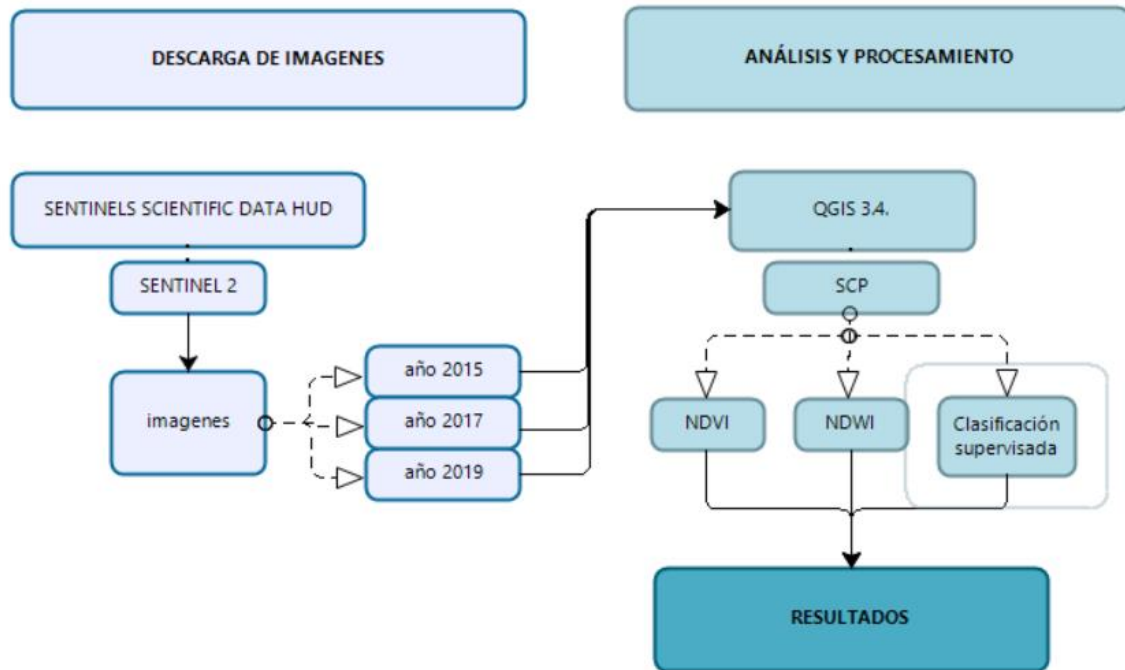 DESCARGA DE IMAGENES
ANÁLISIS Y PROCESAMIENTO
SENTINELS SCIENTIFIC DATA HUD
SENTINEL 2
imagenes
año 2015
año 2017
año 2019
QGIS 3.4.
SCP
NDVI
NDWI
Clasificación
supervisada
RESULTADOS